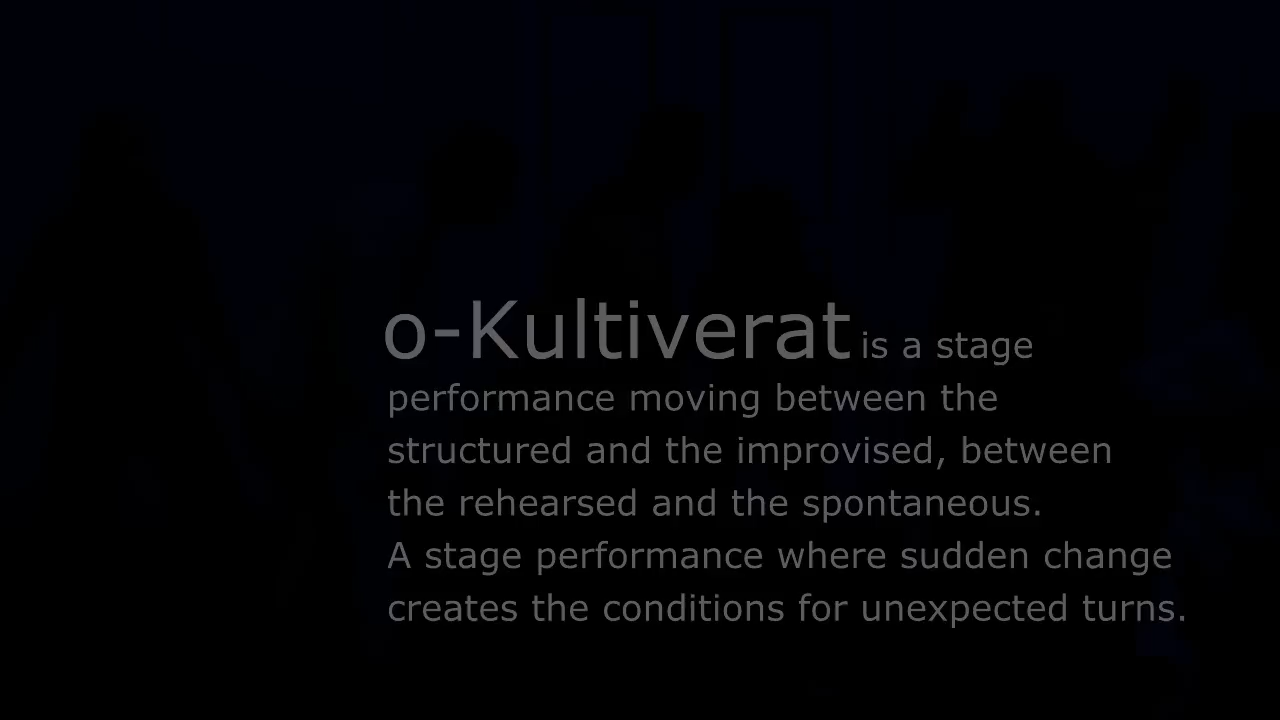 o-Kultiverat is a stage
performance moving between the
structured and the improvised, between
the rehearsed and the spontaneous.
A stage performance where sudden change
creates the conditions for unexpected turns.